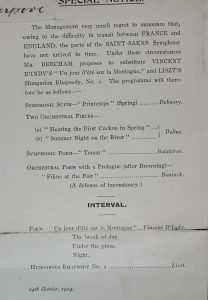 SPECIAL NOTICE.
The Management very much regret to announce that,
owing to the difficulty in transit between FRANCE and
ENGLAND, the parts of the SAINT-SAENS Symphony
have not arrived in time. Under these circumstances
Mr. BEECHAM proposes to substitute VINCENT
D'INDY'S "Un jour d'été sur la Montagne," and LISZT'S
Hungarian Rhapsody, No. 2. The programme will there-
fore be as follows:—
SYMPHONIC SUITE—"Printemps" (Spring) ...... Debussy.
TWO ORCHESTRAL PIECES—
(a) "Hearing the First Cuckoo in Spring"
(b) "Summer Night on the River"
Delius.
SYMPHONIC POEM—"Tamar" ...... Balakirev.
ORCHESTRAL FORM with a Prologue (after Browning)—
"Fifine at the Fair" ...... Bantock.
(A defence of inconstancy.)
INTERVAL.
POEM—"Un jour d'été sur la Montagne" ... Vincent D'Indy.
The break of day.
Under the pines.
Night.
HUNGARIAN RHAPSODY No. 2 ...... Liszt.
24th October, 1914.